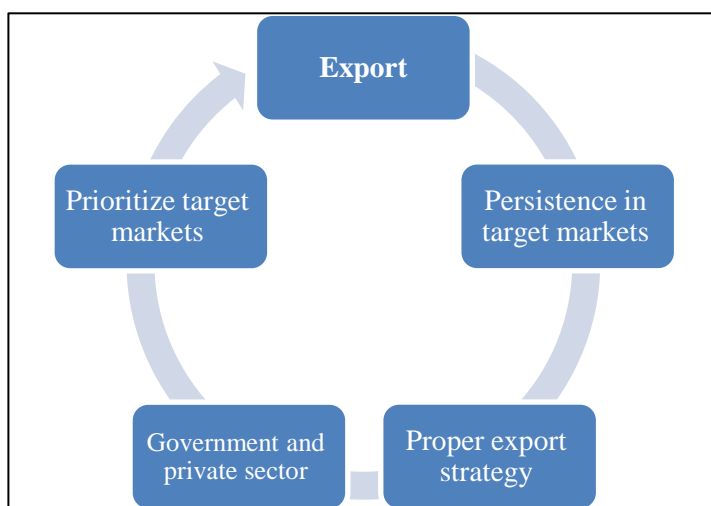 Export
Persistence in
target markets
Proper export
strategy
Government and
private sector
Prioritize target
markets